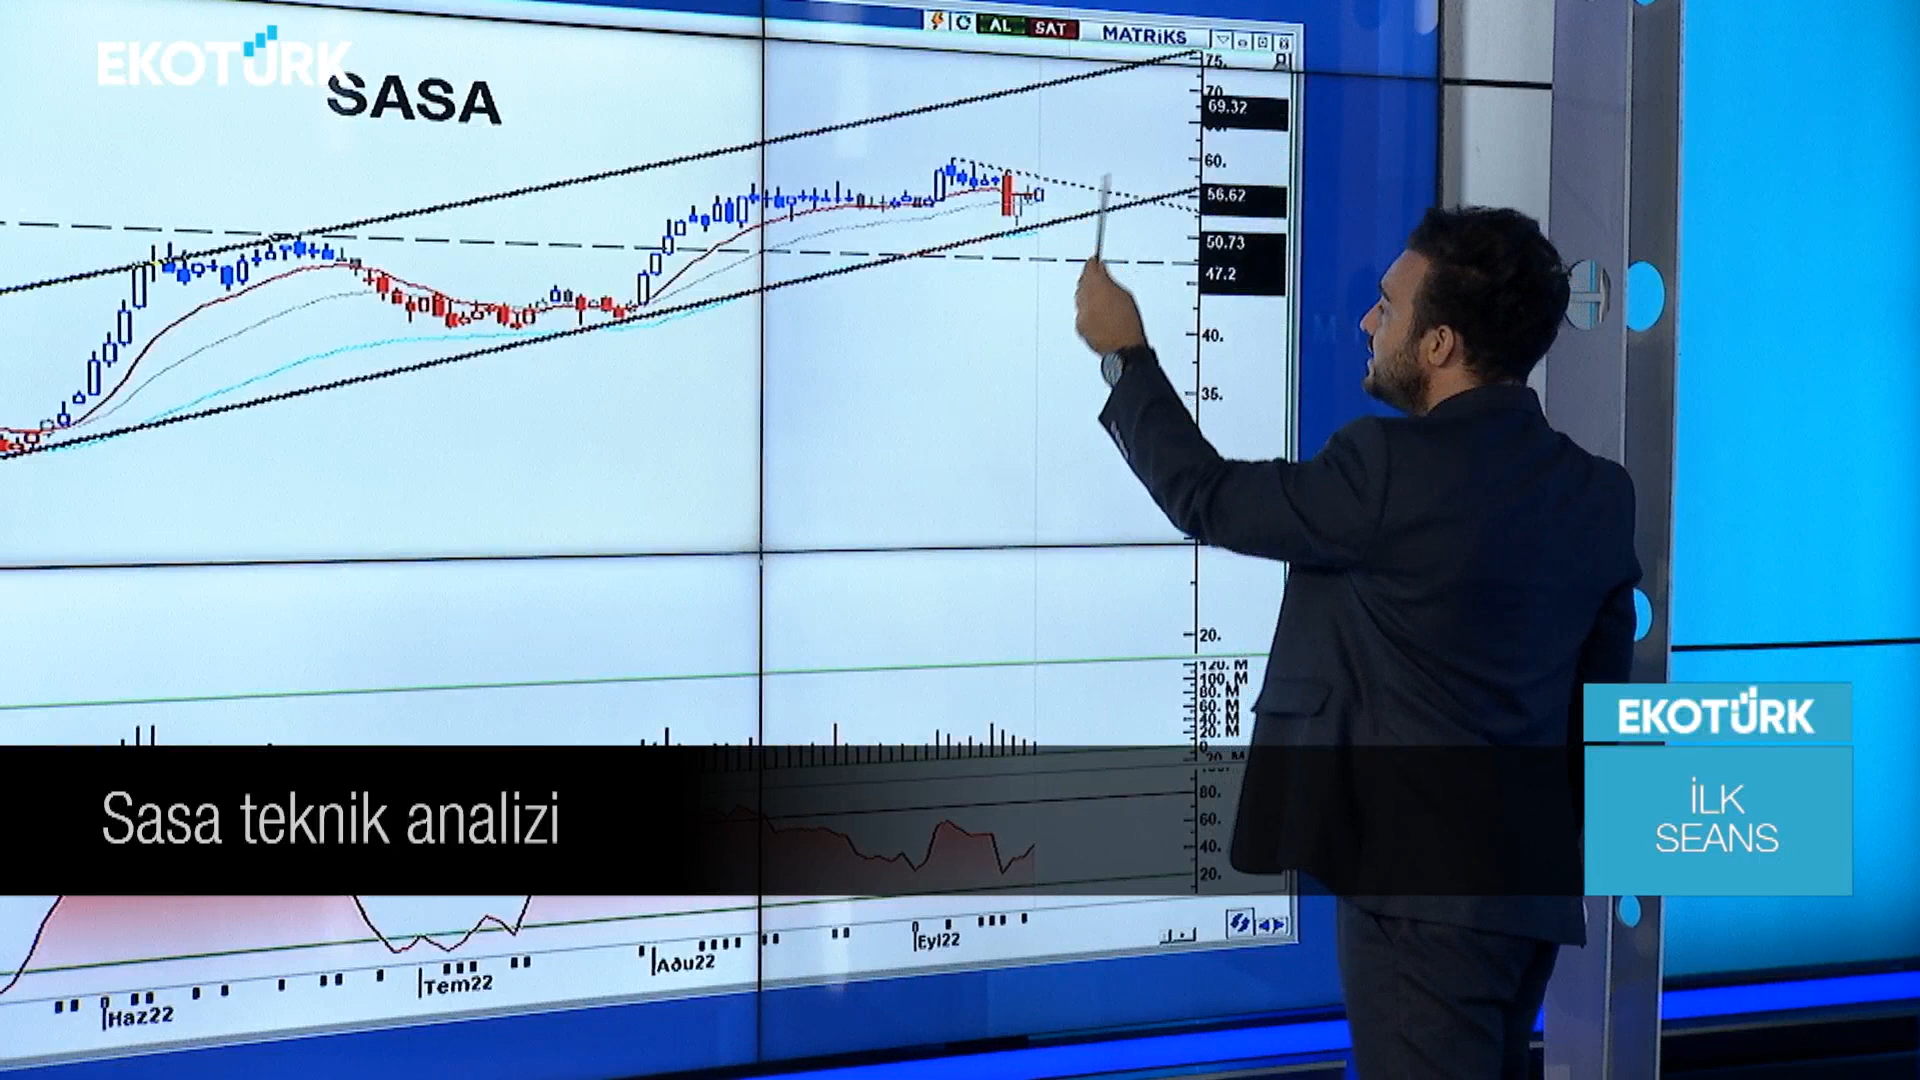 EKOTÜRK
SASA
AL SAT MATRİKS
75.
70
69.32
60.
56.62
50.73
47.2
40.
35.
20.
120. M
100. M
80. M
60. M
40. M
20. M
0
80.
60.
40.
20.
Haz22
Tem22
Aðu22
Eyl22
Sasa teknik analizi
EKOTÜRK
İLK
SEANS